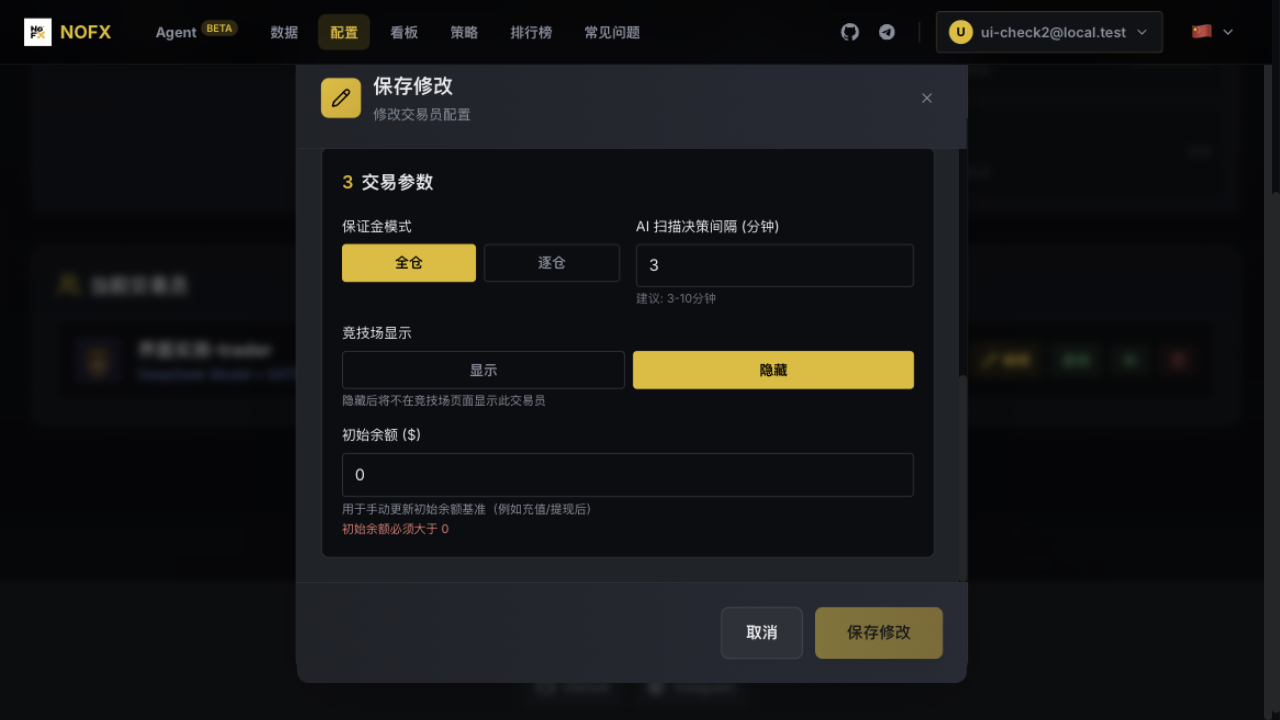 NOFX
NOFX Agent BETA 数据 配置 看板 策略 排行榜 常见问题 U ui-check2@local.test
保存修改
修改交易员配置
3 交易参数
保证金模式 AI 扫描决策间隔 (分钟)
全仓 逐仓 3
建议: 3-10分钟
竞技场显示
显示 隐藏
隐藏后将不在竞技场页面显示此交易员
初始余额 ($)
0
用于手动更新初始余额基准（例如充值/提现后）
初始余额必须大于 0
当前交易员
取消 保存修改